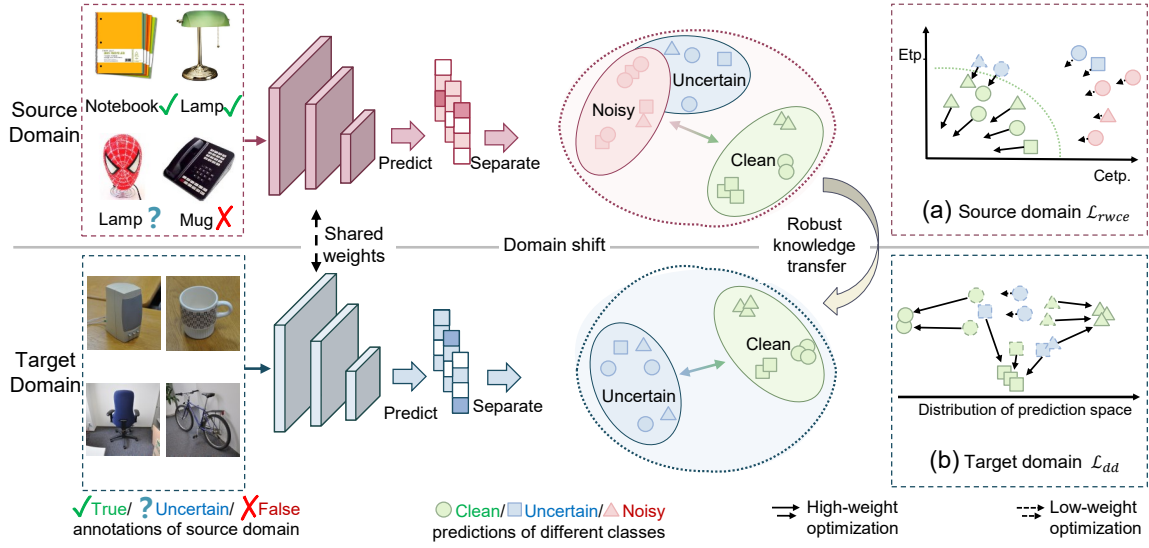 Notebook✓ Lamp✓
Lamp ? Mug ✗
Source
Domain
Predict
Separate
Noisy
Uncertain
Clean
Etp.
Cetp.
(a) Source domain ℒrwce
Shared
weights
Domain shift
Robust
knowledge
transfer
Target
Domain
Predict
Separate
Uncertain
Clean
Distribution of prediction space
(b) Target domain ℒdd
✓True/ ? Uncertain/ ✗False
annotations of source domain
Clean/ Uncertain/ Noisy
predictions of different classes
High-weight
optimization
Low-weight
optimization